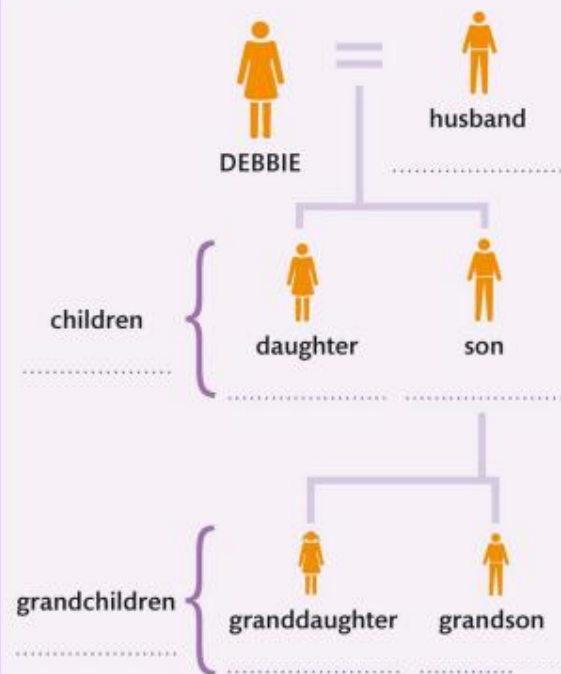 DEBBIE
husband
children
daughter
son
grandchildren
granddaughter
grandson